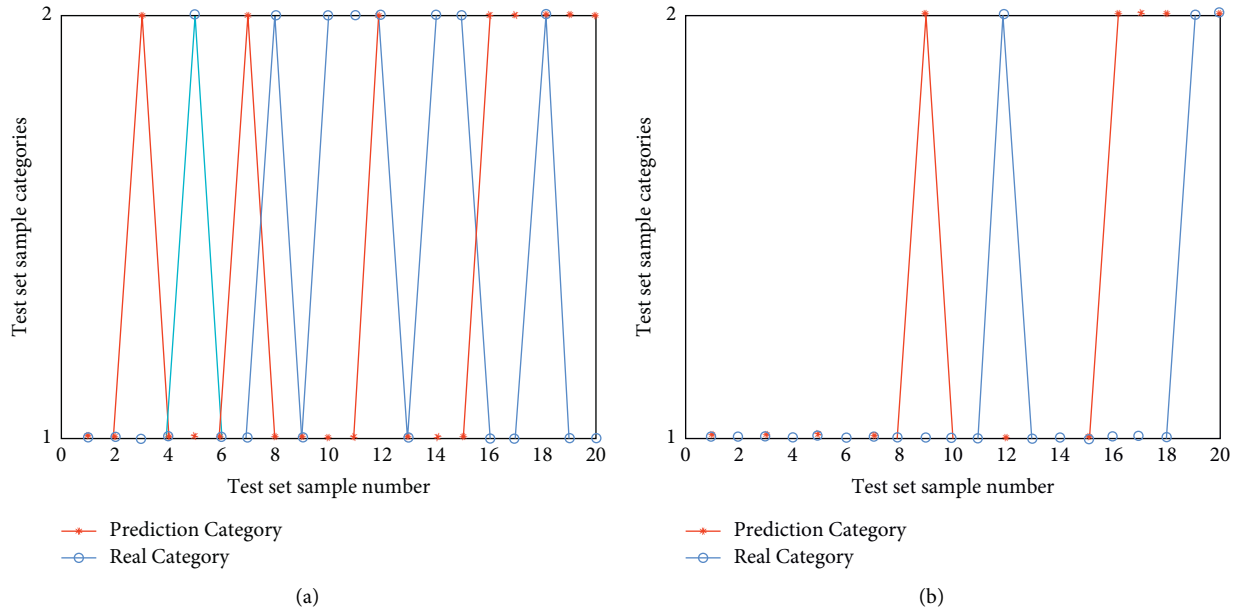 2
Test set sample categories
1
0 2 4 6 8 10 12 14 16 18 20
Test set sample number
Prediction Category
Real Category
(a)
2
Test set sample categories
1
0 2 4 6 8 10 12 14 16 18 20
Test set sample number
Prediction Category
Real Category
(b)